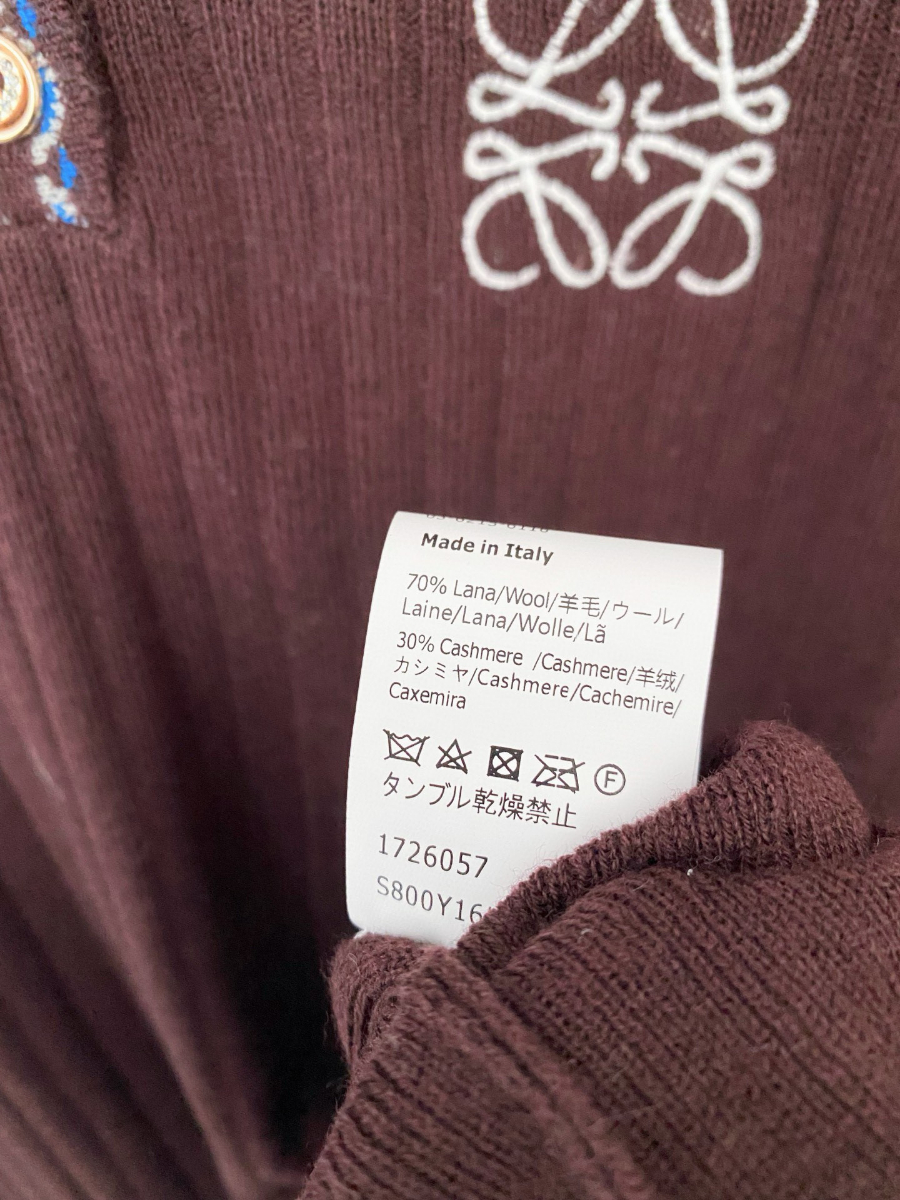 Made in Italy
70% Lana/Wool/羊毛/ウール/
Laine/Lana/Wolle/Lã
30% Cashmere /Cashmere/羊绒/
カシミヤ/Cashmere/Cachemire/
Caxemira
F
タンブル乾燥禁止
1726057
S800Y16